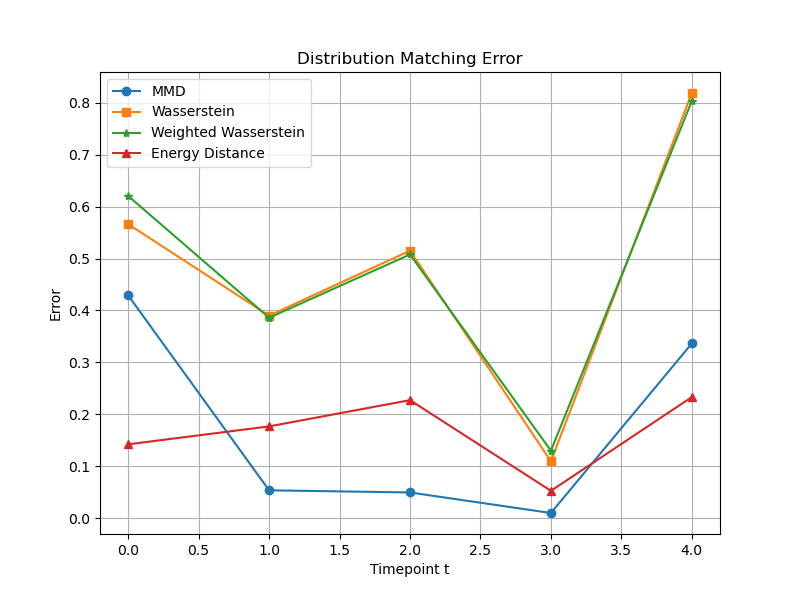 Distribution Matching Error
MMD
Wasserstein
Weighted Wasserstein
Energy Distance
Error
0.8
0.7
0.6
0.5
0.4
0.3
0.2
0.1
0.0
0.0 0.5 1.0 1.5 2.0 2.5 3.0 3.5 4.0
Timepoint t